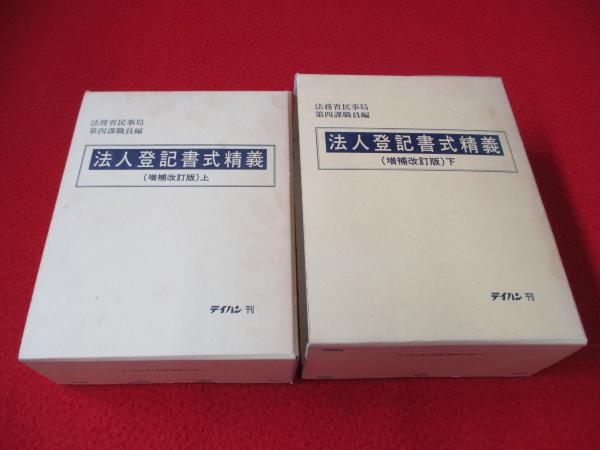 法務省民事局
第四課職員編
法人登記書式精義
(増補改訂版)上
テイハン刊
法務省民事局
第四課職員編
法人登記書式精義
(増補改訂版)下
テイハン刊